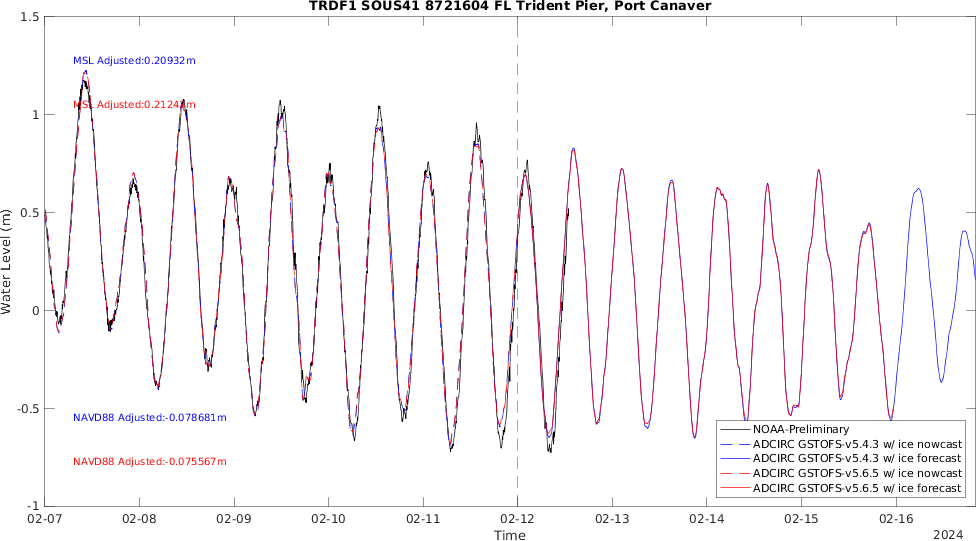 TRDF1 SOUS41 8721604 FL Trident Pier, Port Canaver
1.5
1
0.5
0
-0.5
-1
Water Level (m)
MSL Adjusted:0.20932m
MSL Adjusted:0.2124 m
NAVD88 Adjusted:-0.078681m
NAVD88 Adjusted:-0.075567m
NOAA-Preliminary
ADCIRC GSTOFS-v5.4.3 w/ ice nowcast
ADCIRC GSTOFS-v5.4.3 w/ ice forecast
ADCIRC GSTOFS-v5.6.5 w/ ice nowcast
ADCIRC GSTOFS-v5.6.5 w/ ice forecast
02-07 02-08 02-09 02-10 02-11 02-12 02-13 02-14 02-15 02-16
Time
2024